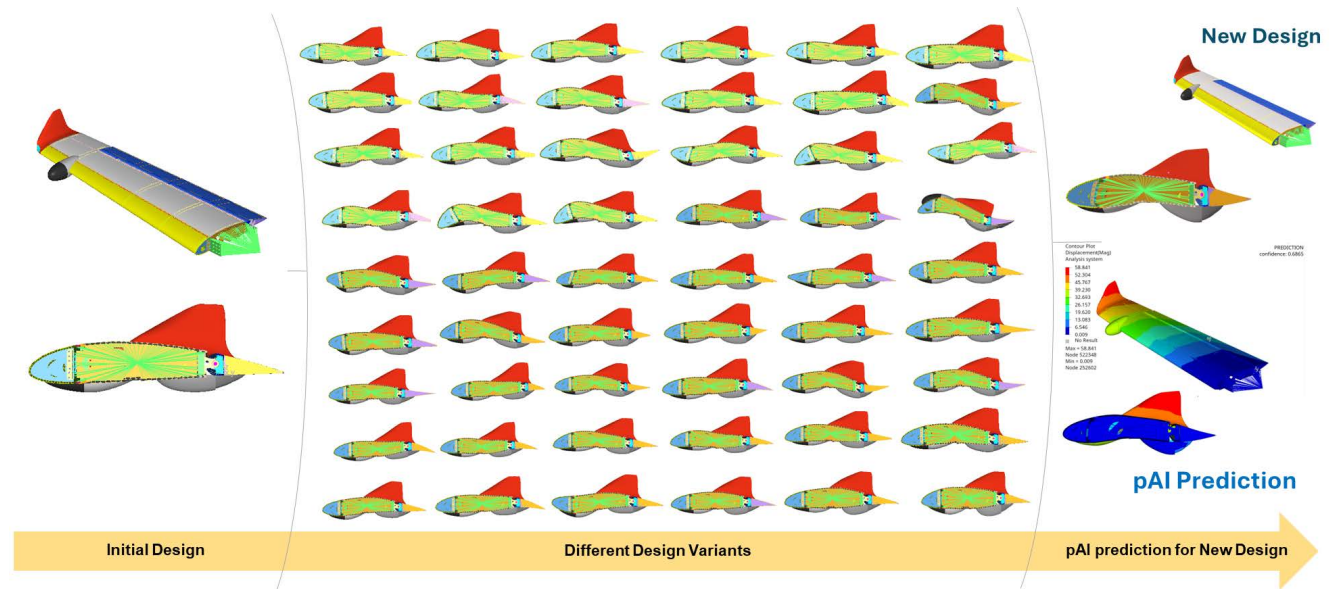 New Design
Contour Plot
Displacement(Mag)
Analysis system
58.841
52.304
45.767
39.230
32.693
26.157
19.620
13.083
6.546
0.009
No Result
Max = 58.841
Node 522348
Min = 0.009
Node 252602
PREDICTION
confidence: 0.6865
pAI Prediction
Initial Design
Different Design Variants
pAI prediction for New Design